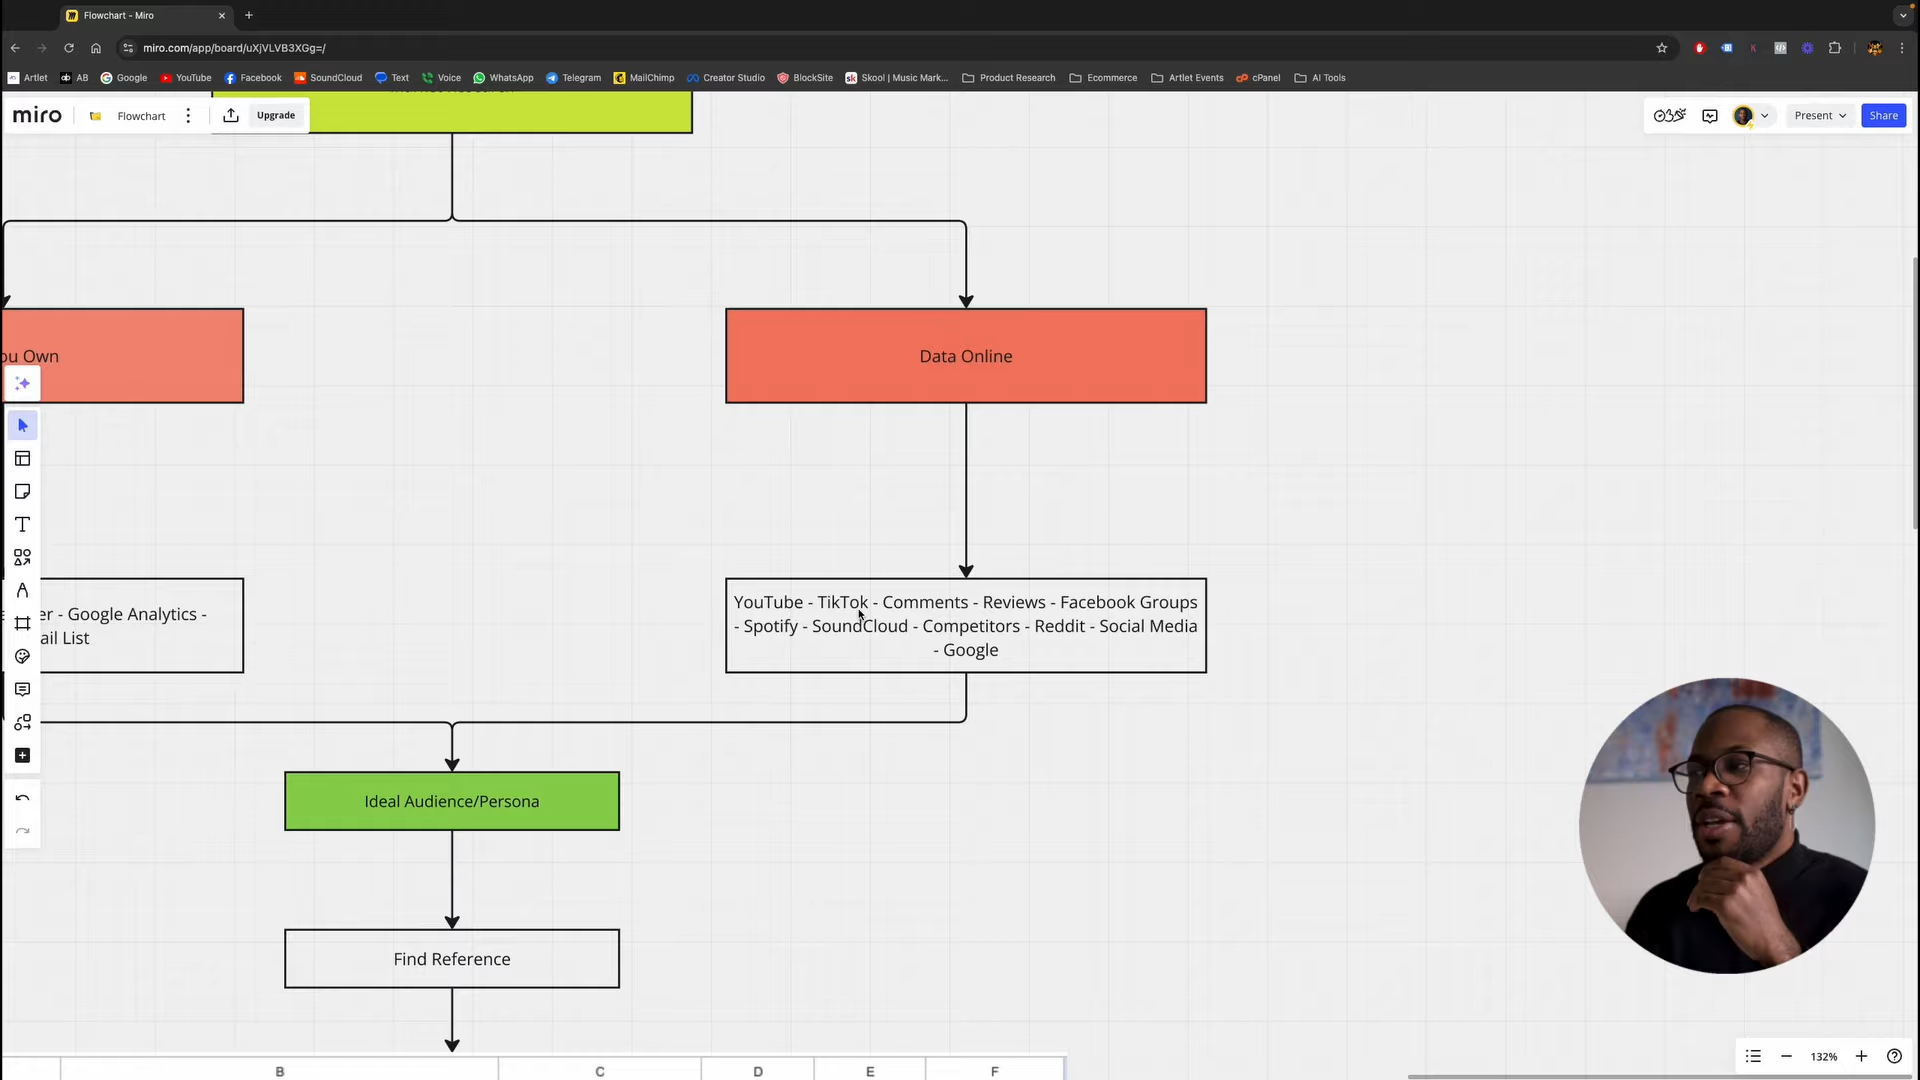 Flowchart - Miro
miro.com/app/board/uXjVLVB3XGg=/
Artlet
AB
Google
YouTube
Facebook
SoundCloud
Text
Voice
WhatsApp
Telegram
MailChimp
Creator Studio
BlockSite
Skool | Music Mark...
Product Research
Ecommerce
Artlet Events
cPanel
AI Tools
miro
Flowchart
Upgrade
Present
Share
ou Own
Data Online
er - Google Analytics -
ail List
YouTube - TikTok - Comments - Reviews - Facebook Groups
- Spotify - SoundCloud - Competitors - Reddit - Social Media
- Google
Ideal Audience/Persona
Find Reference
132%
B
C
D
E
F